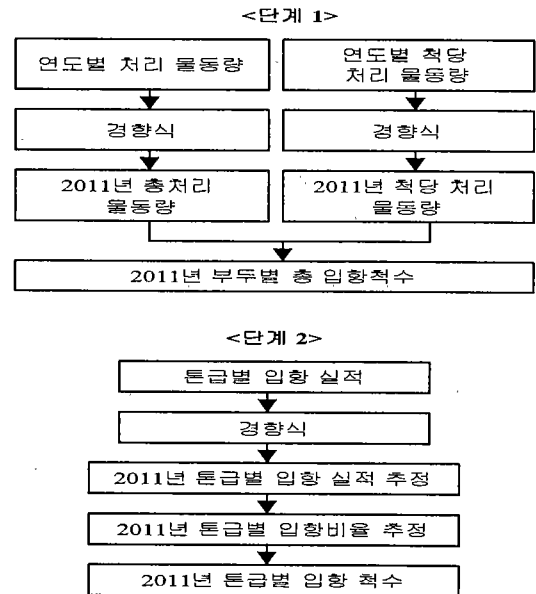 <단계 1>
연도별 처리 물동량
연도별 척당
처리 물동량
경향식
경향식
2011년 총처리
물동량
2011년 척당 처리
물동량
2011년 부두별 총 입항척수
<단계 2>
톤급별 입항 실적
경향식
2011년 톤급별 입항 실적 추정
2011년 톤급별 입항비율 추정
2011년 톤급별 입항 척수